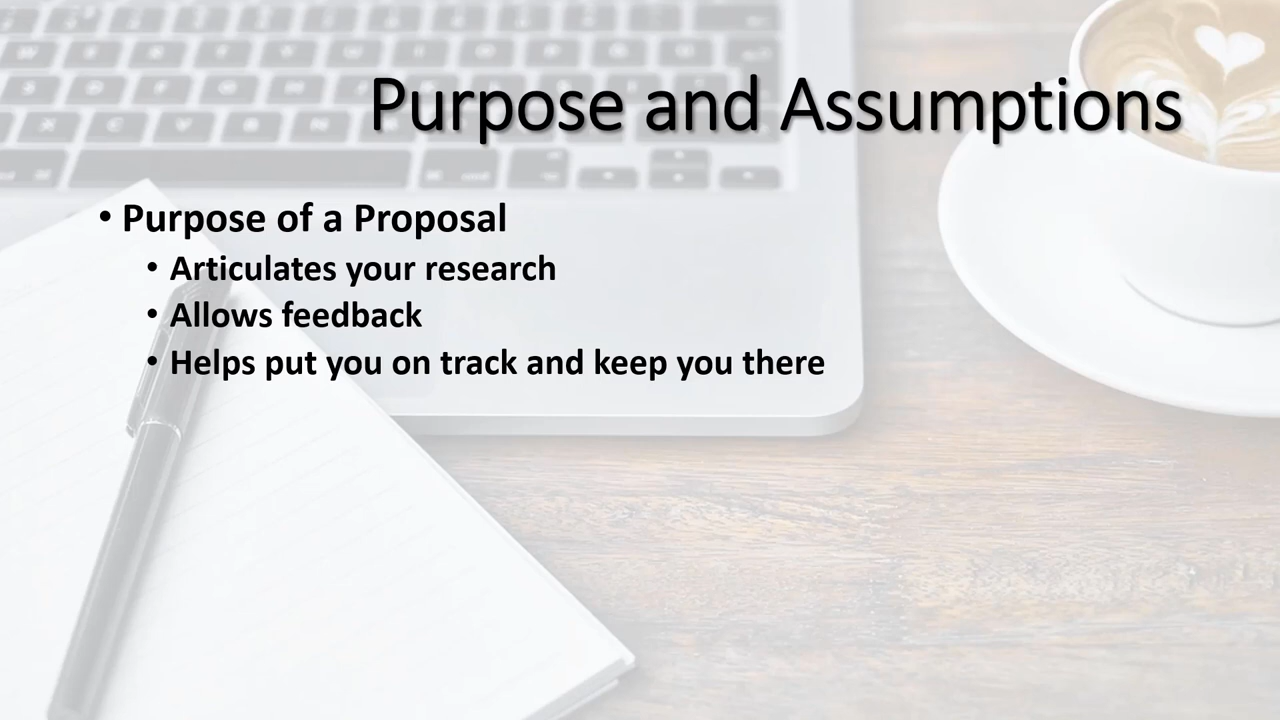 Purpose and Assumptions
• Purpose of a Proposal
• Articulates your research
• Allows feedback
• Helps put you on track and keep you there